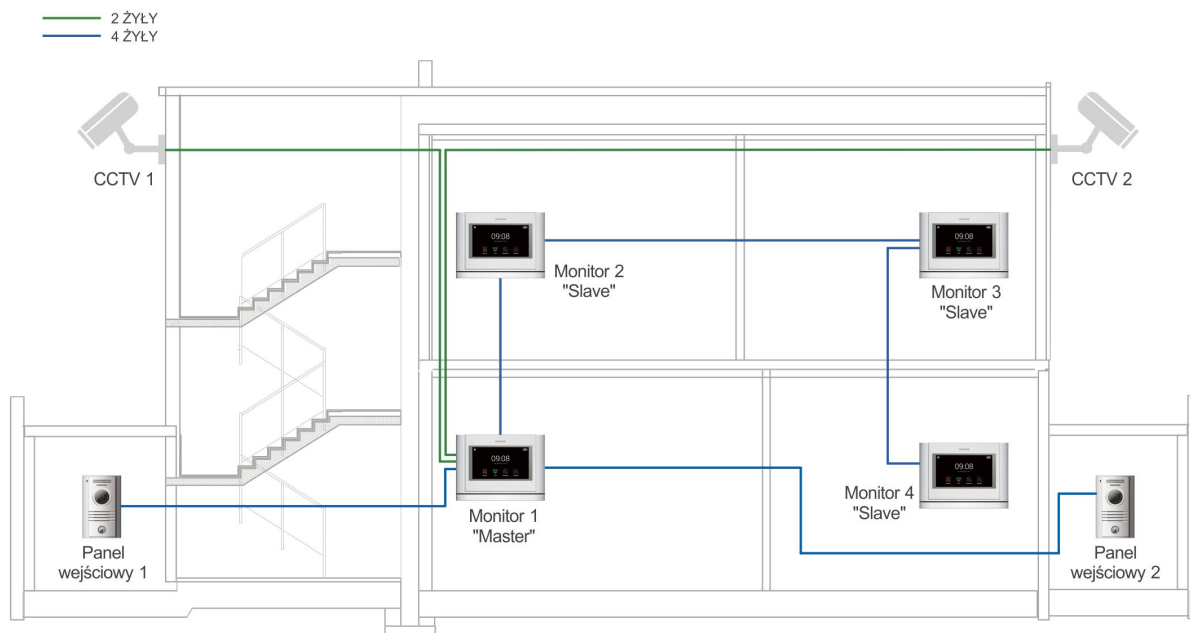 2 ŻYŁY
4 ŻYŁY
CCTV 1
CCTV 2
09:08
Monitor 2
"Slave"
09:08
Monitor 3
"Slave"
09:08
Monitor 1
"Master"
09:08
Monitor 4
"Slave"
Panel
wejściowy 1
Panel
wejściowy 2